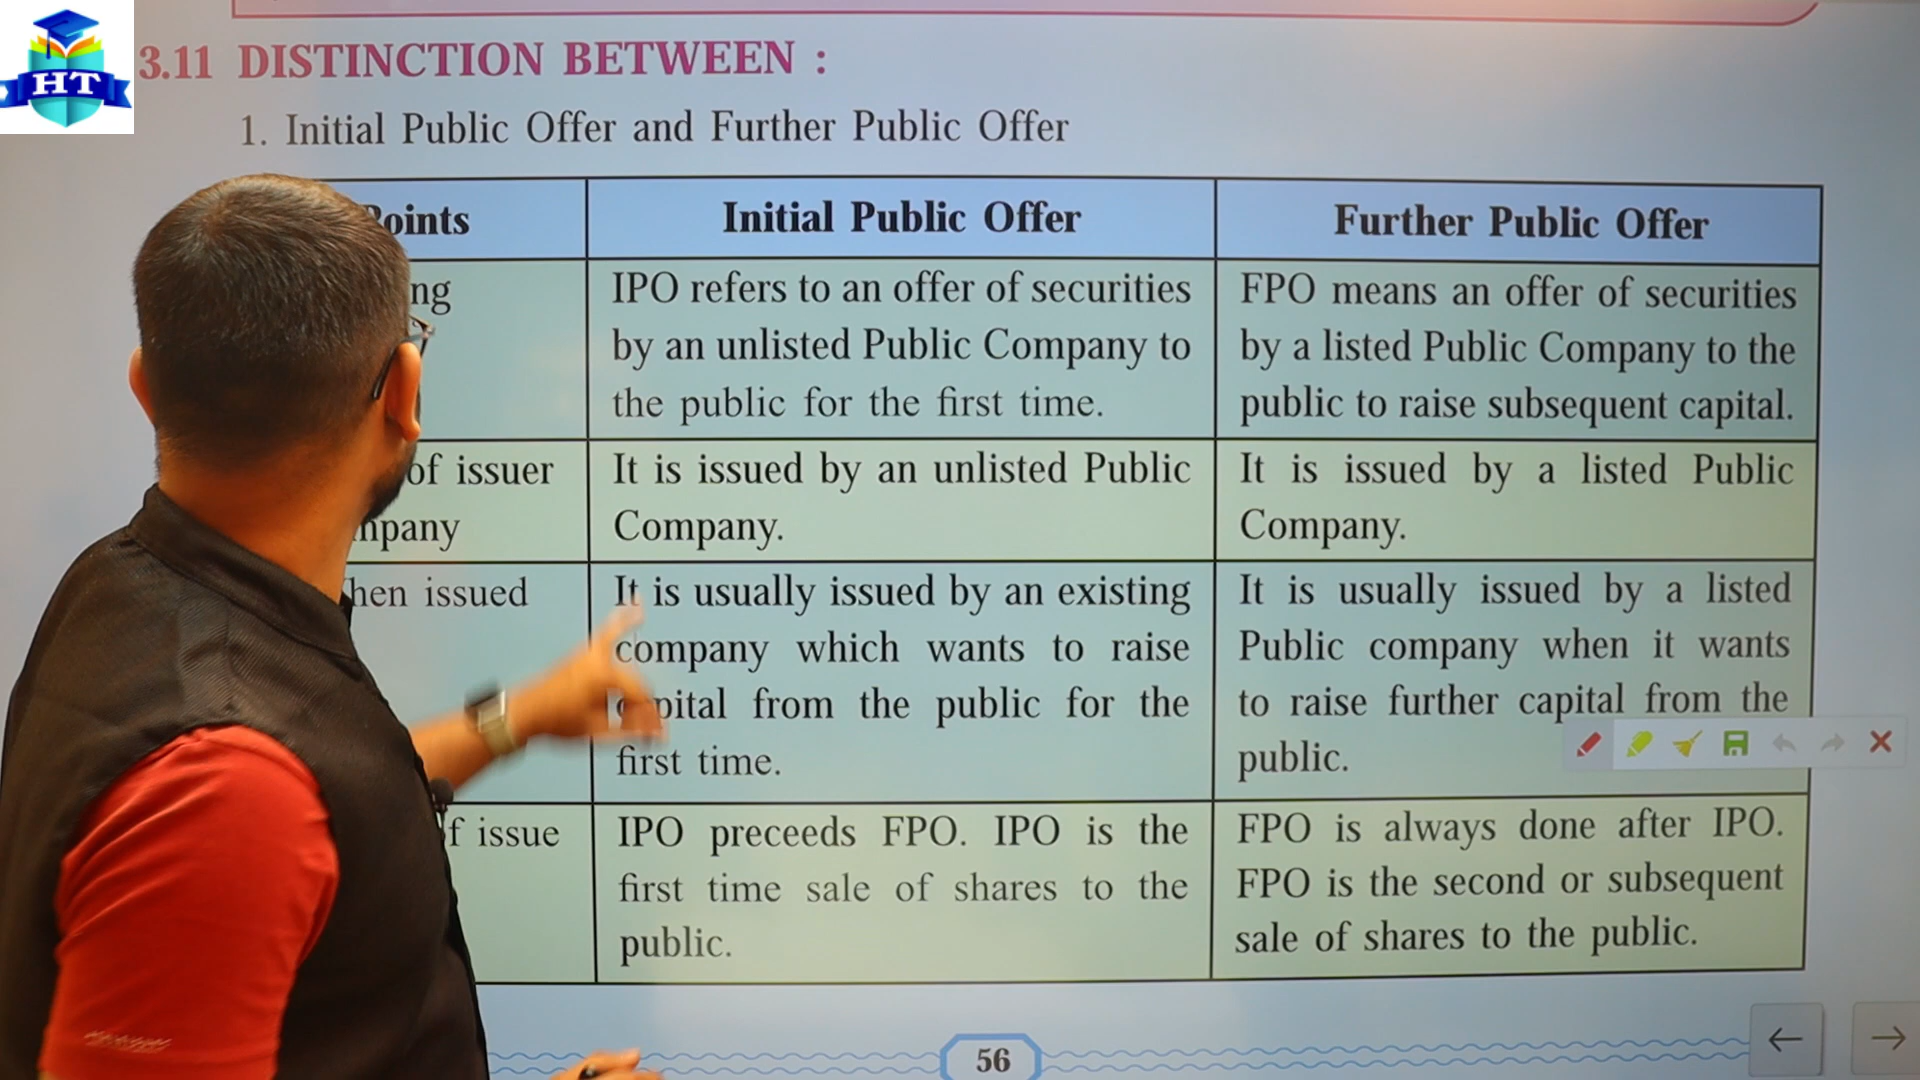 HT
3.11 DISTINCTION BETWEEN :
1. Initial Public Offer and Further Public Offer
Initial Public Offer
Further Public Offer
IPO refers to an offer of securities
by an unlisted Public Company to
the public for the first time.
FPO means an offer of securities
by a listed Public Company to the
public to raise subsequent capital.
of issuer
It is issued by an unlisted Public
Company.
It is issued by a listed Public
Company.
issued
It is usually issued by an existing
company which wants to raise
capital from the public for the
first time.
It is usually issued by a listed
Public company when it wants
to raise further capital from the
public.
issue
IPO preceeds FPO. IPO is the
first time sale of shares to the
public.
FPO is always done after IPO.
FPO is the second or subsequent
sale of shares to the public.
56